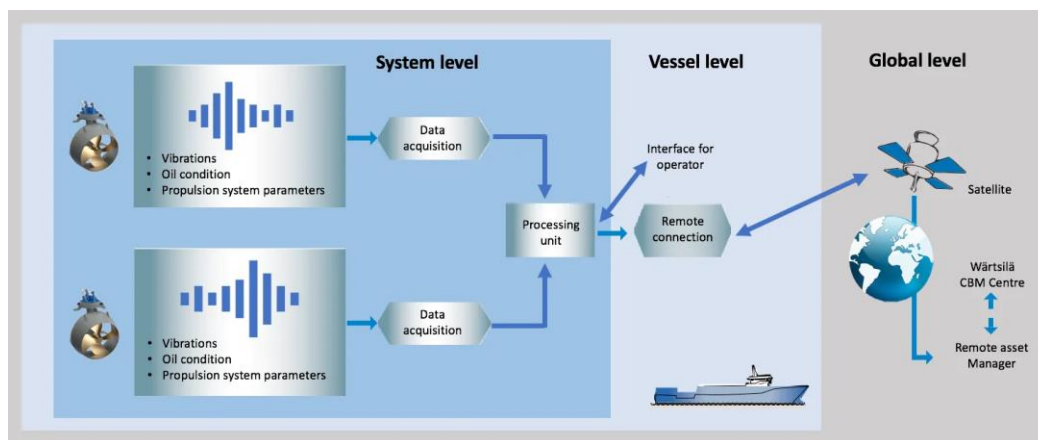 System level
Vessel level
Global level
• Vibrations
• Oil condition
• Propulsion system parameters
Data
acquisition
Interface for
operator
Processing
unit
Remote
connection
Satellite
Wärtsilä
CBM Centre
Remote asset
Manager
• Vibrations
• Oil condition
• Propulsion system parameters
Data
acquisition